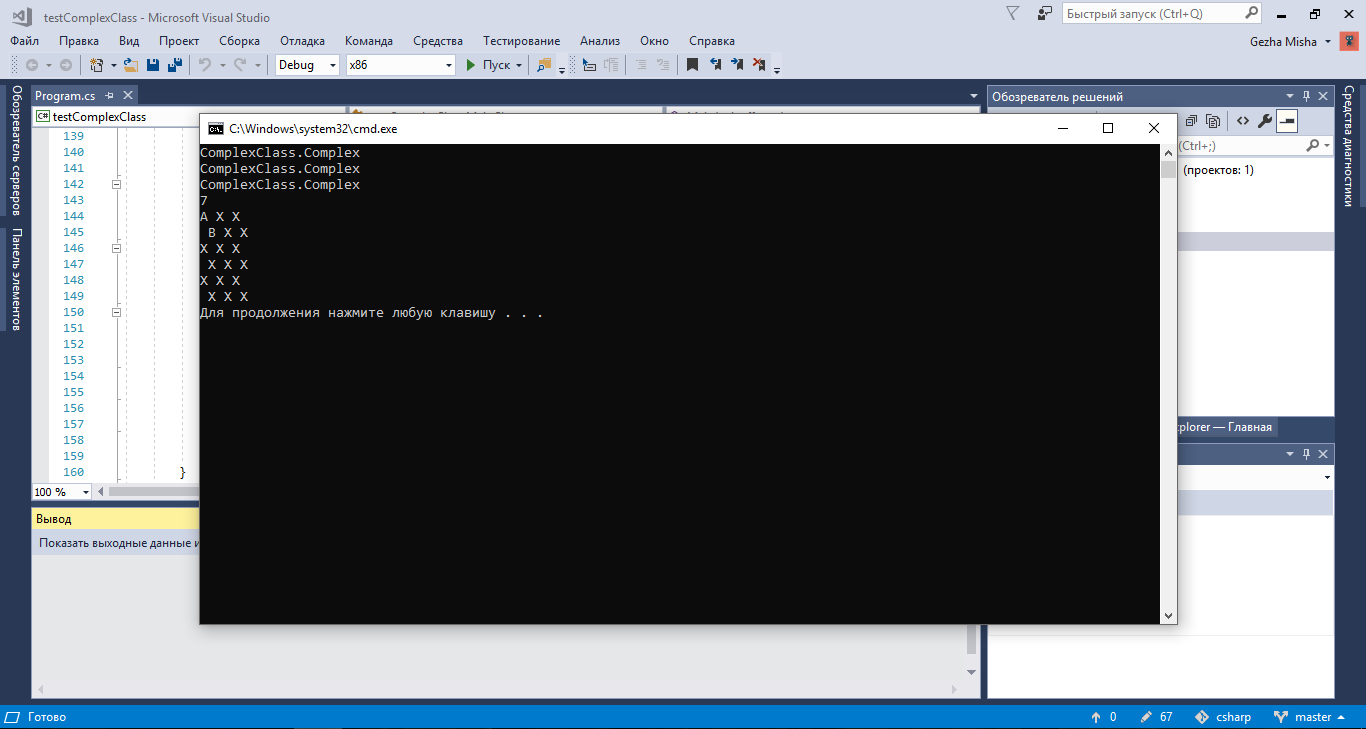 testComplexClass - Microsoft Visual Studio
Быстрый запуск (Ctrl+Q)
Файл Правка Вид Проект Сборка Отладка Команда Средства Тестирование Анализ Окно Справка
Gezha Misha
Debug x86 Пуск
Обозреватель серверов
Панель элементов
Program.cs
C# testComplexClass
139
140
141
142
143
144
145
146
147
148
149
150
151
152
153
154
155
156
157
158
159
160 }
100 %
C:\Windows\system32\cmd.exe
ComplexClass.Complex
ComplexClass.Complex
ComplexClass.Complex
7
A X X
 B X X
X X X
 X X X
X X X
 X X X
Для продолжения нажмите любую клавишу . . .
Вывод
Показать выходные данные и
Обозреватель решений
(Ctrl+;)
(проектов: 1)
plorer — Главная
Средства диагностики
Готово
0 67 csharp master